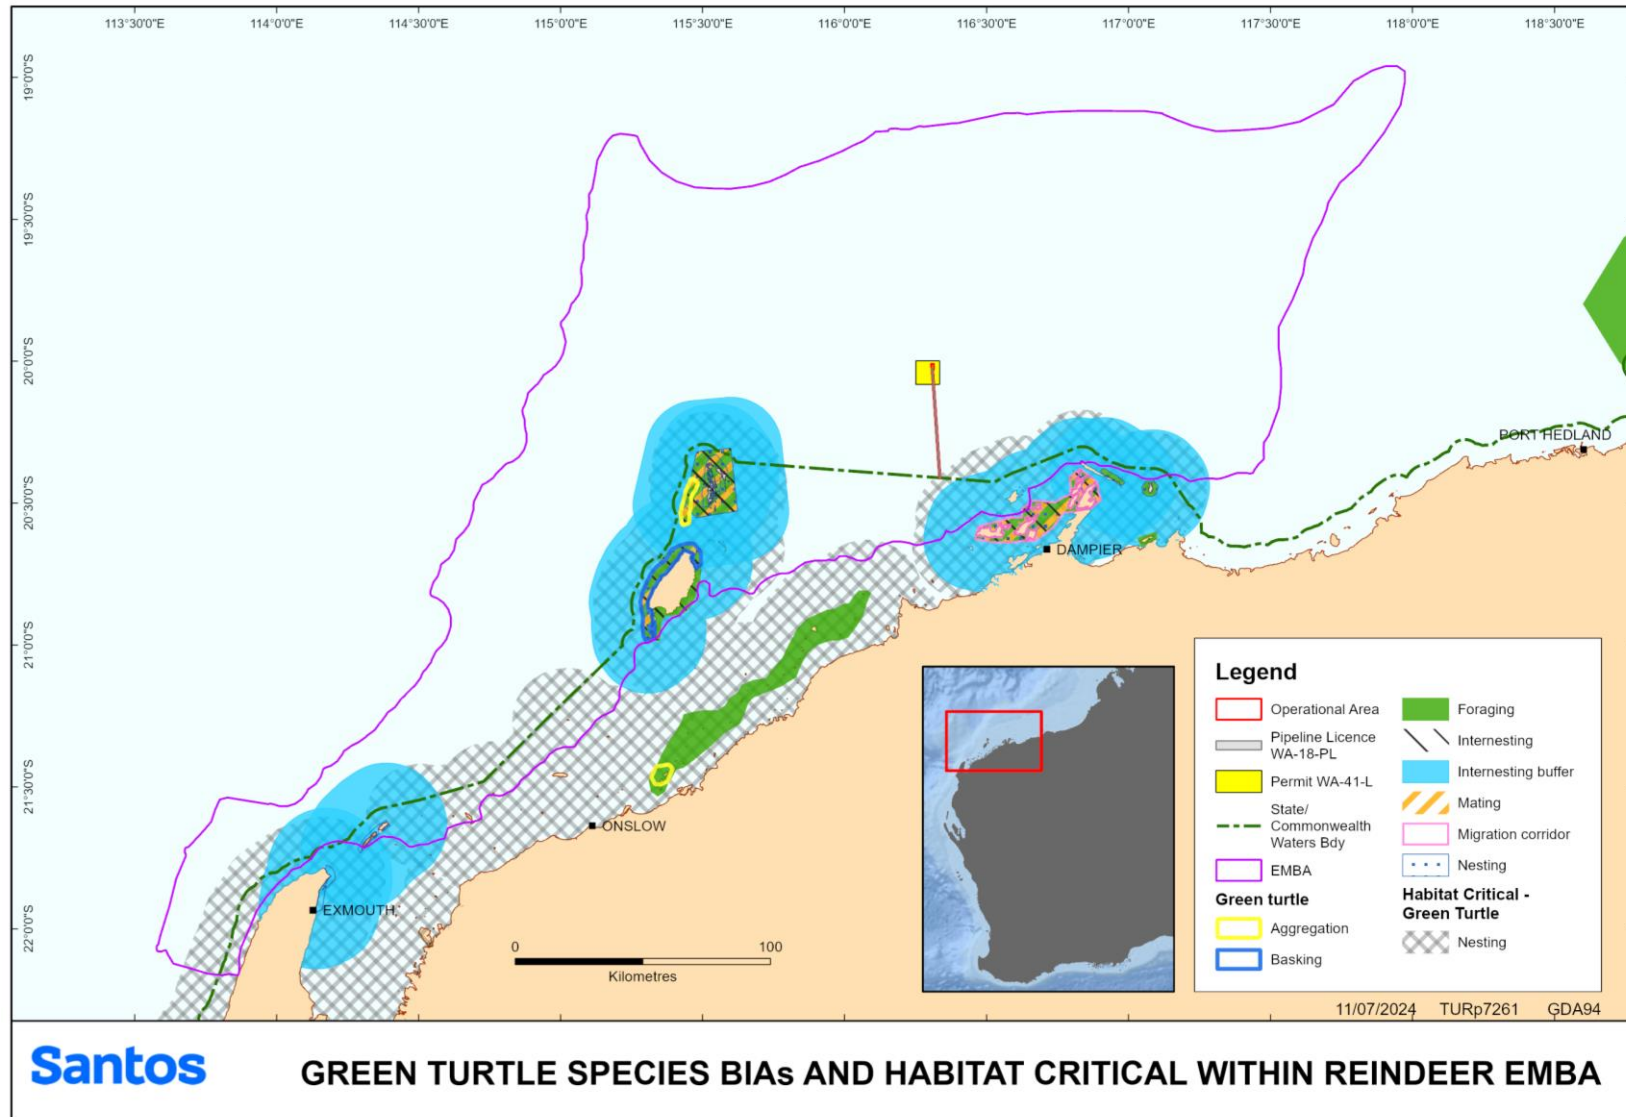 113°30'0"E
114°0'0"E
114°30'0"E
115°0'0"E
115°30'0"E
116°0'0"E
116°30'0"E
117°0'0"E
117°30'0"E
118°0'0"E
118°30'0"E
19°0'0"S
19°30'0"S
20°0'0"S
20°30'0"S
21°0'0"S
21°30'0"S
22°0'0"S
PORT HEDLAND
DAMPIER
ONSLOW
EXMOUTH
0
100
Kilometres
Legend
Operational Area
Pipeline Licence
WA-18-PL
Permit WA-41-L
State/
Commonwealth
Waters Bdy
EMBA
Green turtle
Aggregation
Basking
Foraging
Internesting
Internesting buffer
Mating
Migration corridor
Nesting
Habitat Critical -
Green Turtle
Nesting
11/07/2024
TURp7261
GDA94
Santos
GREEN TURTLE SPECIES BIAs AND HABITAT CRITICAL WITHIN REINDEER EMBA